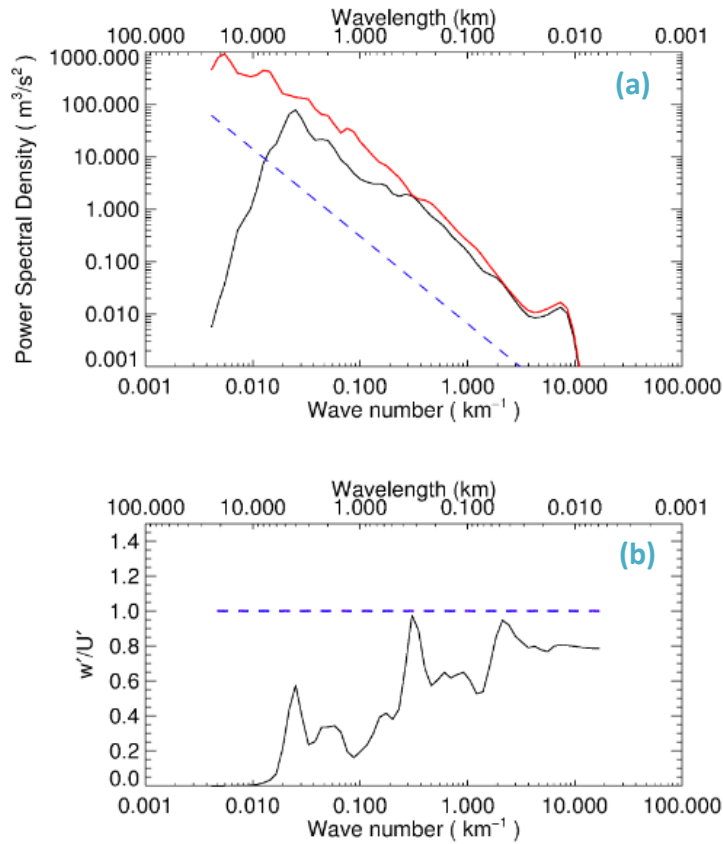 Wavelength (km)
100.000 10.000 1.000 0.100 0.010 0.001
(a)
Power Spectral Density ( m³/s² )
1000.000
100.000
10.000
1.000
0.100
0.010
0.001
0.001 0.010 0.100 1.000 10.000 100.000
Wave number ( km⁻¹ )
Wavelength (km)
100.000 10.000 1.000 0.100 0.010 0.001
(b)
w'/U'
1.4
1.2
1.0
0.8
0.6
0.4
0.2
0.0
0.001 0.010 0.100 1.000 10.000 100.000
Wave number ( km⁻¹ )